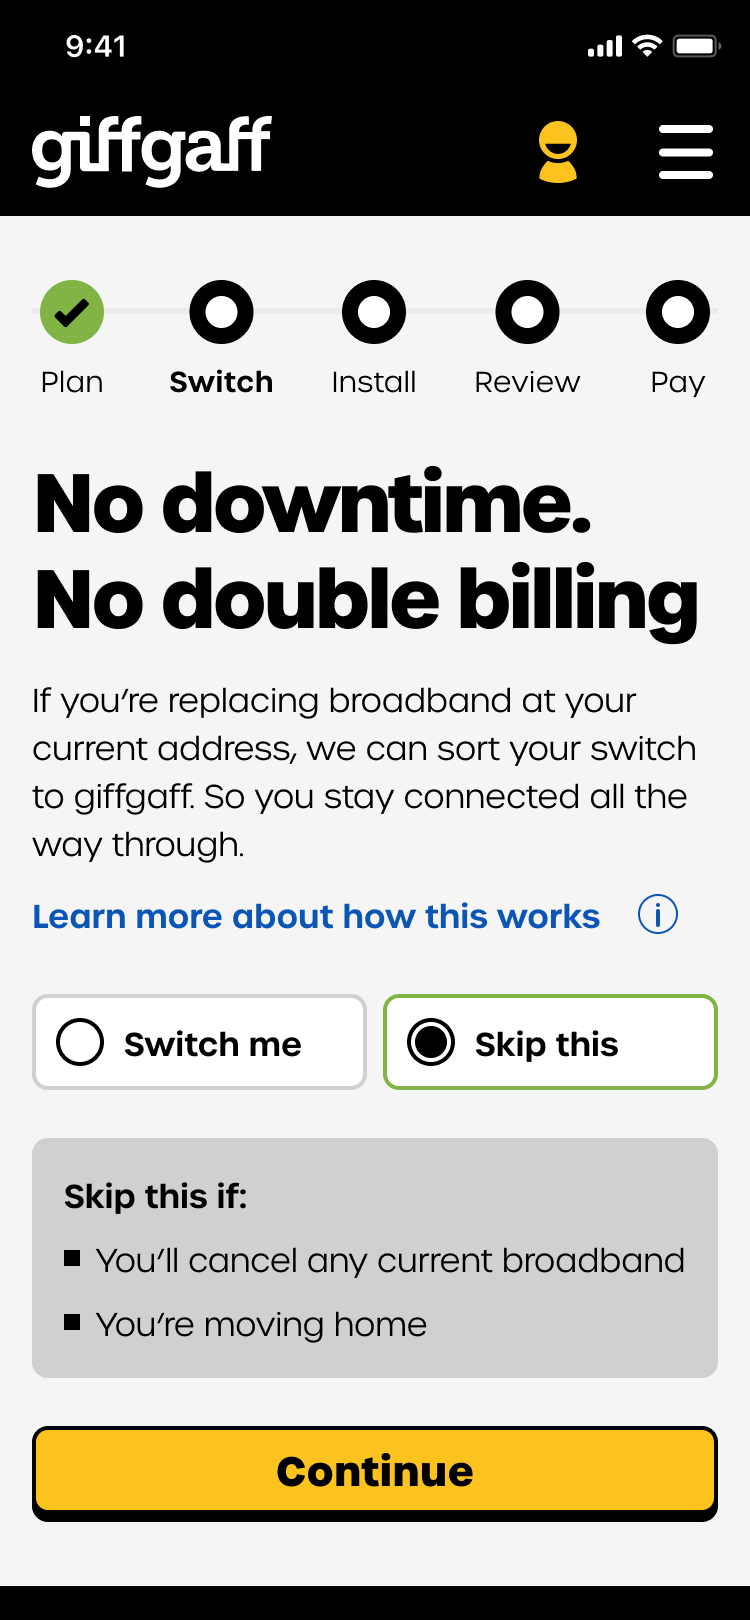 9:41
giffgaff
Plan Switch Install Review Pay
No downtime.
No double billing
If you’re replacing broadband at your
current address, we can sort your switch
to giffgaff. So you stay connected all the
way through.
Learn more about how this works
Switch me
Skip this
Skip this if:
You’ll cancel any current broadband
You’re moving home
Continue